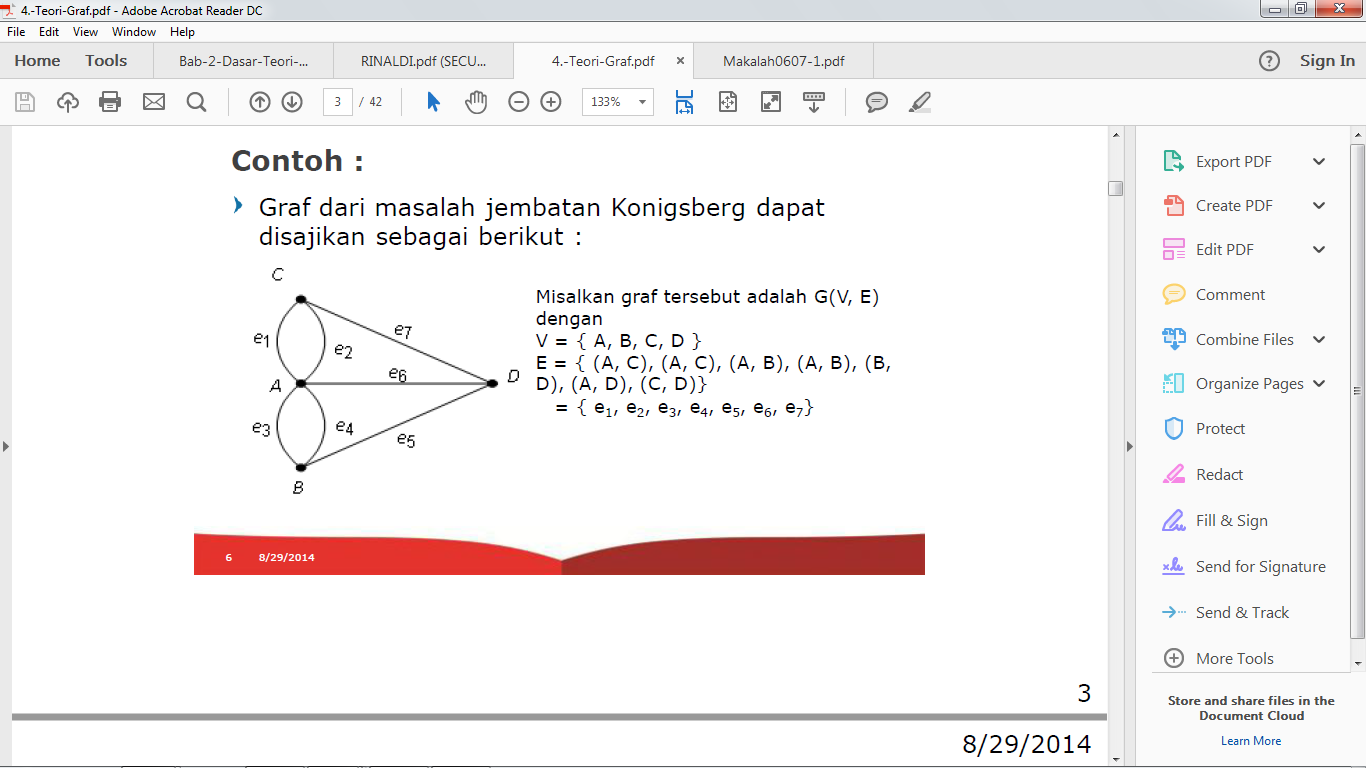 4.-Teori-Graf.pdf - Adobe Acrobat Reader DC
File Edit View Window Help
Home Tools Bab-2-Dasar-Teori-... RINALDI.pdf (SECU... 4.-Teori-Graf.pdf × Makalah0607-1.pdf ? Sign In
3 / 42 133%
Contoh :
Graf dari masalah jembatan Konigsberg dapat
disajikan sebagai berikut :
C
e1
e2
e7
A
e6
D
e3
e4
e5
B
Misalkan graf tersebut adalah G(V, E)
dengan
V = { A, B, C, D }
E = { (A, C), (A, C), (A, B), (A, B), (B,
D), (A, D), (C, D)}
= { e1, e2, e3, e4, e5, e6, e7}
6 8/29/2014
3
8/29/2014
Export PDF
Create PDF
Edit PDF
Comment
Combine Files
Organize Pages
Protect
Redact
Fill & Sign
Send for Signature
Send & Track
More Tools
Store and share files in the
Document Cloud
Learn More